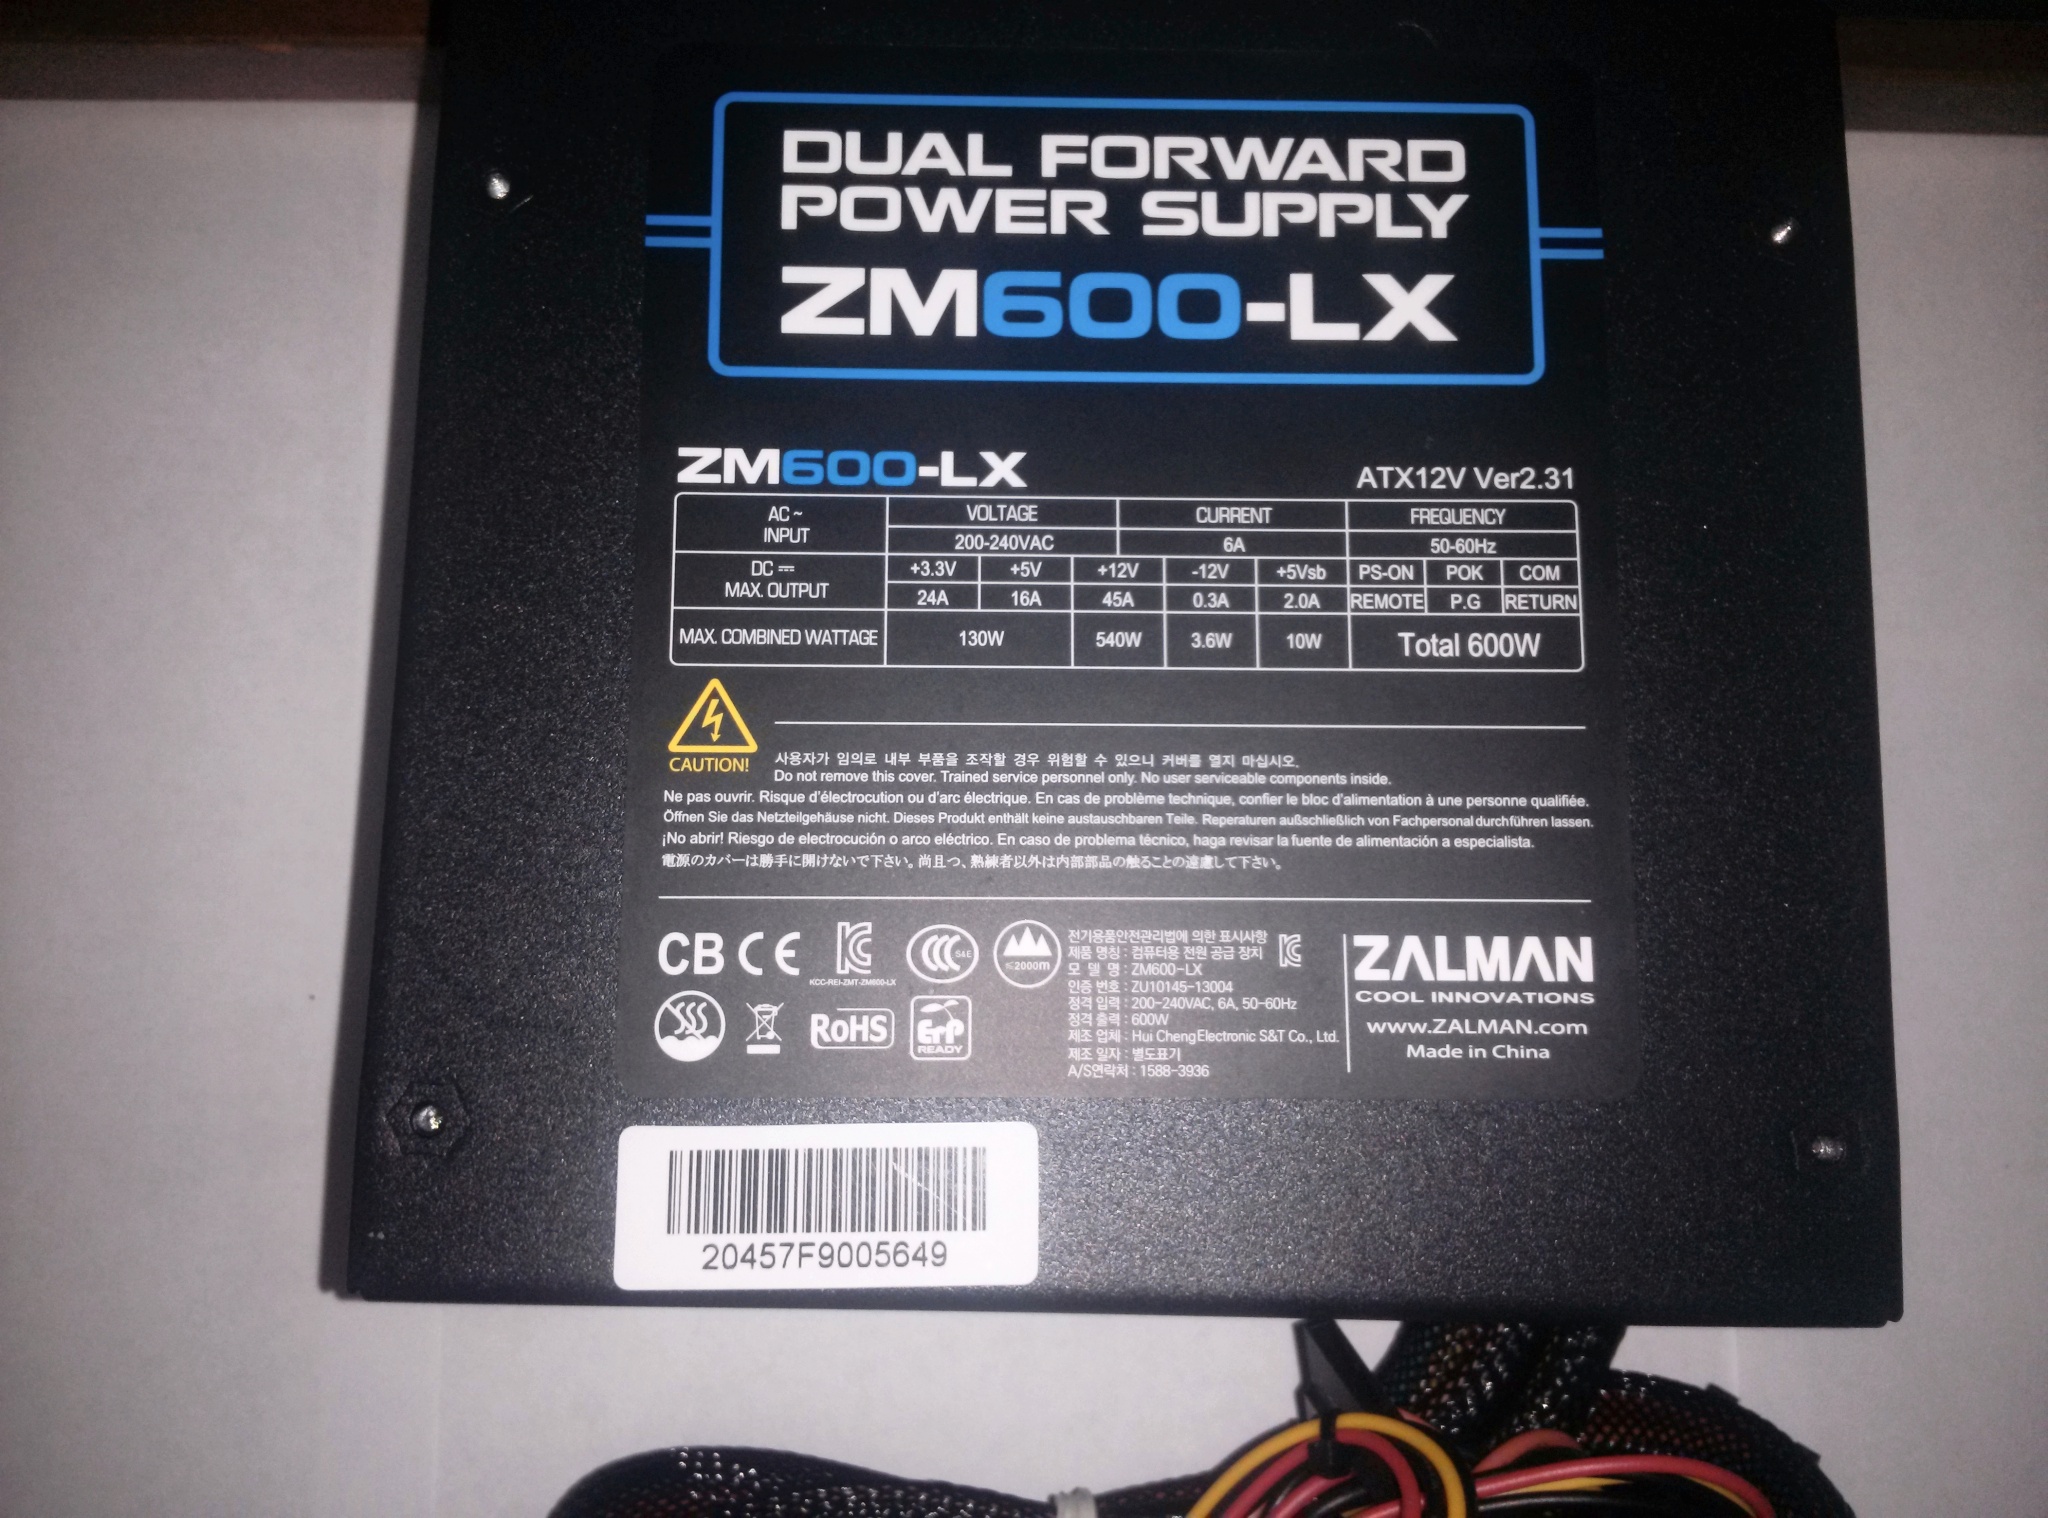 DUAL FORWARD
POWER SUPPLY
ZM600-LX
ZM600-LX
ATX12V Ver2.31
AC ~ INPUT VOLTAGE CURRENT FREQUENCY
200-240VAC 6A 50-60Hz
DC MAX. OUTPUT +3.3V +5V +12V -12V +5Vsb PS-ON POK COM
24A 16A 45A 0.3A 2.0A REMOTE P.G RETURN
MAX. COMBINED WATTAGE 130W 540W 3.6W 10W Total 600W
CAUTION!
사용자가 임의로 내부 부품을 조작할 경우 위험할 수 있으니 커버를 열지 마십시오.
Do not remove this cover. Trained service personnel only. No user serviceable components inside.
Ne pas ouvrir. Risque d'électrocution ou d'arc électrique. En cas de problème technique, confier le bloc d'alimentation à une personne qualifiée.
Öffnen Sie das Netzteilgehäuse nicht. Dieses Produkt enthält keine austauschbaren Teile. Reperaturen außschließlich von Fachpersonal durchführen lassen.
¡No abrir! Riesgo de electrocución o arco eléctrico. En caso de problema técnico, haga revisar la fuente de alimentación a especialista.
電源のカバーは勝手に開けないで下さい。尚且つ、熟練者以外は内部部品の触ることの遠慮して下さい。
CB CE
KCC-REI-ZMT-ZM600-LX
CCC S&E
≤2000m
RoHS
ErP
READY
전기용품안전관리법에 의한 표시사항
제품 명칭 : 컴퓨터용 전원 공급 장치
모 델 명 : ZM600-LX
인증 번호 : ZU10145-13004
정격 입력 : 200-240VAC, 6A, 50-60Hz
정격 출력 : 600W
제조 업체 : Hui Cheng Electronic S&T Co., Ltd.
제조 일자 : 별도표기
A/S연락처 : 1588-3936
ZALMAN
COOL INNOVATIONS
www.ZALMAN.com
Made in China
20457F9005649